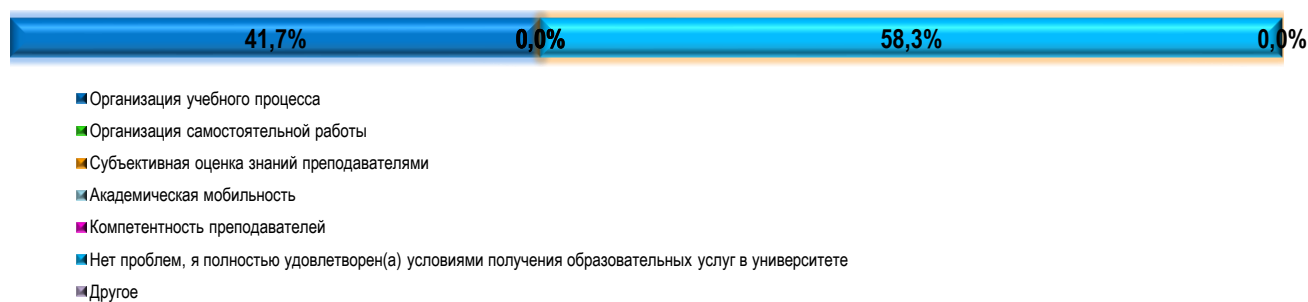 41,7% 0,0% 58,3% 0,0%
Организация учебного процесса
Организация самостоятельной работы
Субъективная оценка знаний преподавателями
Академическая мобильность
Компетентность преподавателей
Нет проблем, я полностью удовлетворен(а) условиями получения образовательных услуг в университете
Другое